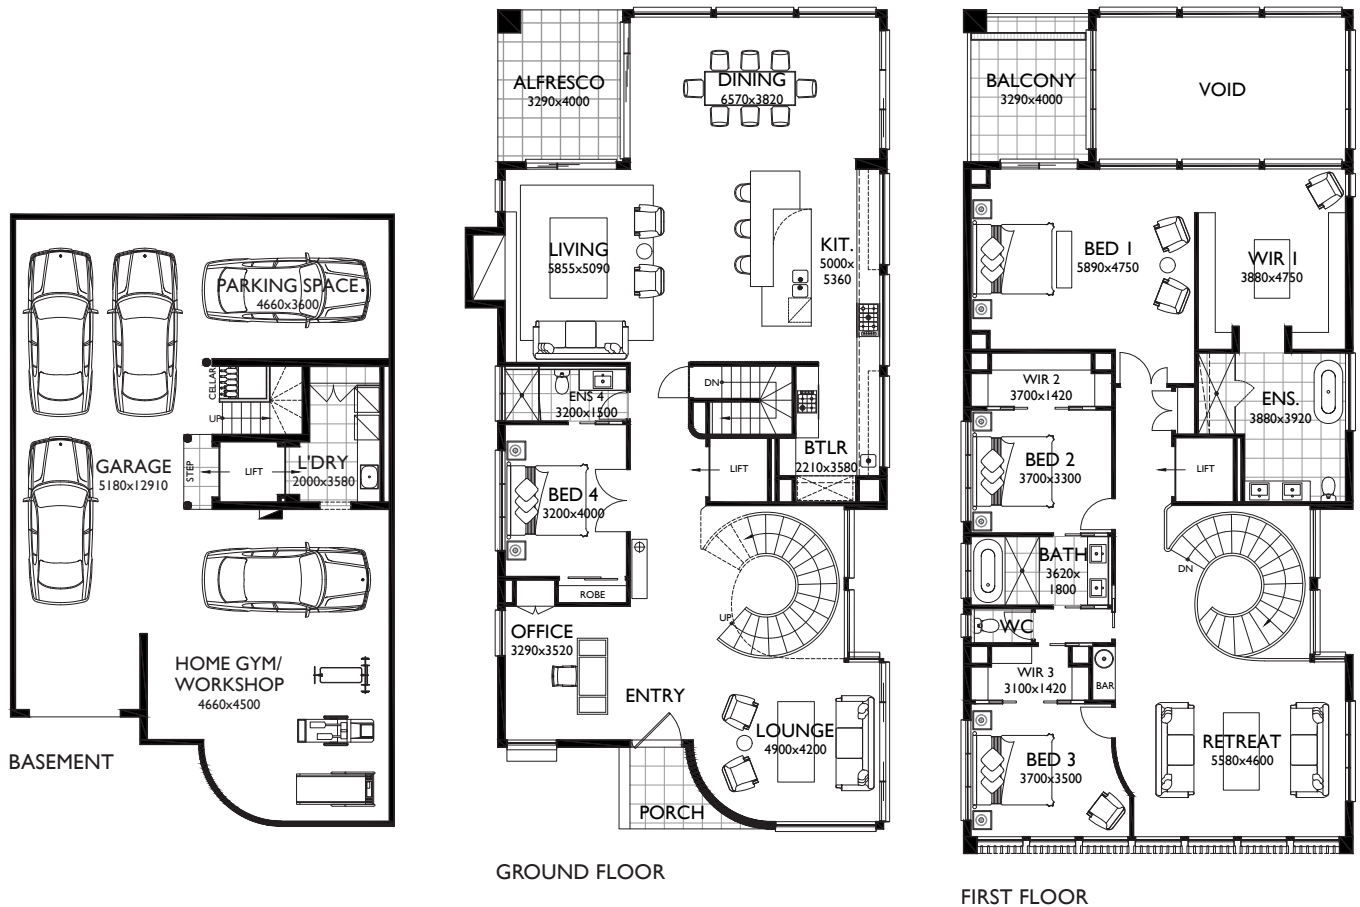 PARKING SPACE.
4660x3600
CELLAR
UP
STEP
LIFT
L'DRY
2000x3580
GARAGE
5180x12910
HOME GYM/
WORKSHOP
4660x4500
BASEMENT
ALFRESCO
3290x4000
DINING
6570x3820
LIVING
5855x5090
KIT.
5000x
5360
ENS 4
3200x1500
DN
BTLR
2210x3580
LIFT
BED 4
3200x4000
ROBE
OFFICE
3290x3520
UP
ENTRY
LOUNGE
4900x4200
PORCH
GROUND FLOOR
BALCONY
3290x4000
VOID
BED 1
5890x4750
WIR 1
3880x4750
WIR 2
3700x1420
ENS.
3880x3920
BED 2
3700x3300
LIFT
BATH
3620x
1800
DN
WC
WIR 3
3100x1420
BAR
BED 3
3700x3500
RETREAT
5580x4600
FIRST FLOOR